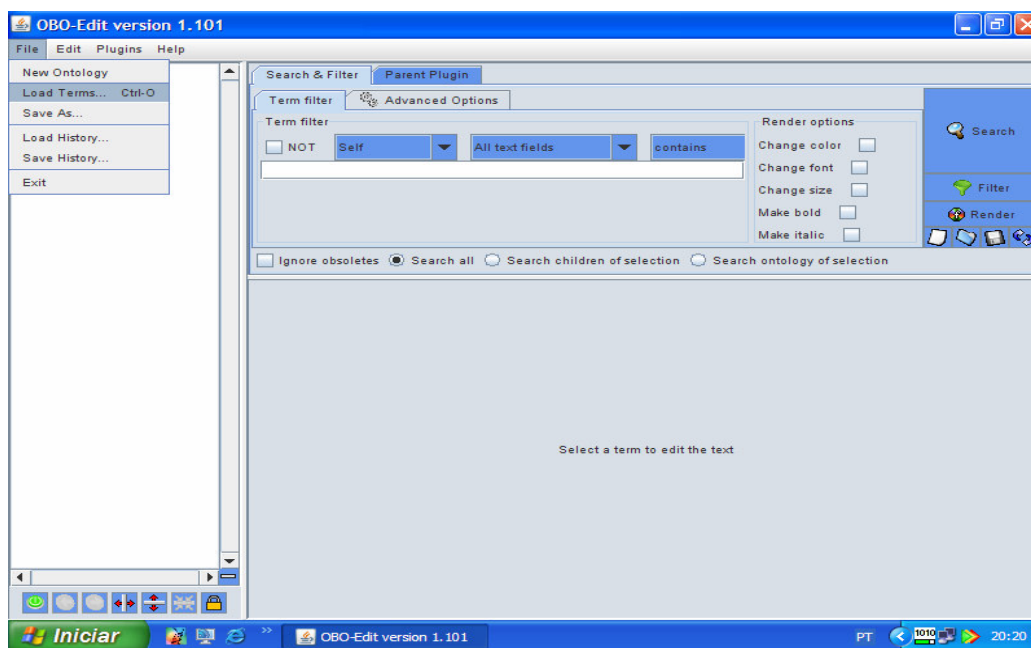 OBO-Edit version 1.101
File Edit Plugins Help
New Ontology
Load Terms... Ctrl-O
Save As...
Load History...
Save History...
Exit
Search & Filter Parent Plugin
Term filter Advanced Options
Term filter
NOT Self All text fields contains
Render options
Change color
Change font
Change size
Make bold
Make italic
Search
Filter
Render
Ignore obsoletes Search all Search children of selection Search ontology of selection
Select a term to edit the text
Iniciar OBO-Edit version 1.101 PT 1010 20:20